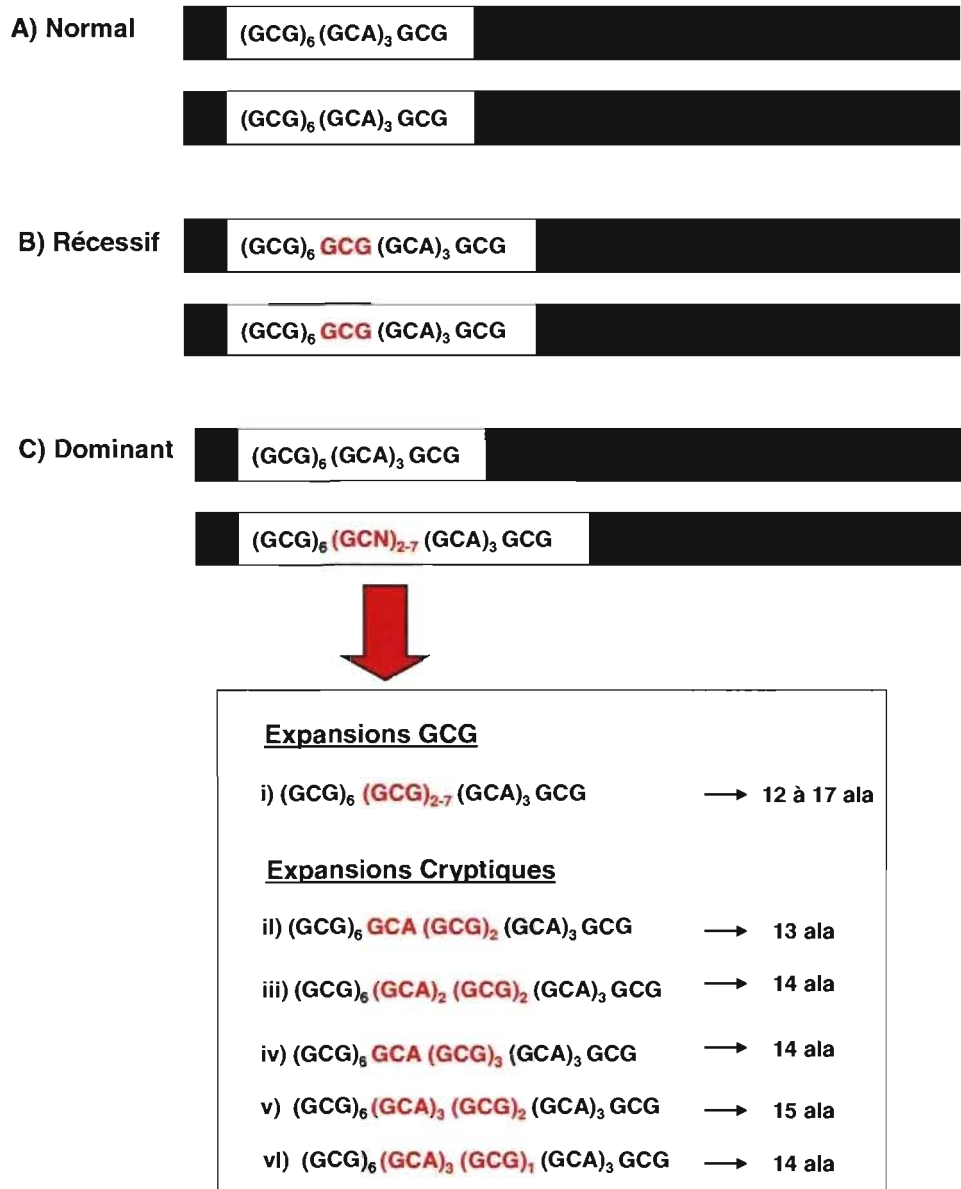 A) Normal (GCG)₆ (GCA)₃ GCG
(GCG)₆ (GCA)₃ GCG
B) Récessif (GCG)₆ GCG (GCA)₃ GCG
(GCG)₆ GCG (GCA)₃ GCG
C) Dominant (GCG)₆ (GCA)₃ GCG
(GCG)₆ (GCN)₂₋₇ (GCA)₃ GCG
Expansions GCG
i) (GCG)₆ (GCG)₂₋₇ (GCA)₃ GCG → 12 à 17 ala
Expansions Cryptiques
ii) (GCG)₆ GCA (GCG)₂ (GCA)₃ GCG → 13 ala
iii) (GCG)₆ (GCA)₂ (GCG)₂ (GCA)₃ GCG → 14 ala
iv) (GCG)₆ GCA (GCG)₃ (GCA)₃ GCG → 14 ala
v) (GCG)₆ (GCA)₃ (GCG)₂ (GCA)₃ GCG → 15 ala
vi) (GCG)₆ (GCA)₃ (GCG)₁ (GCA)₃ GCG → 14 ala